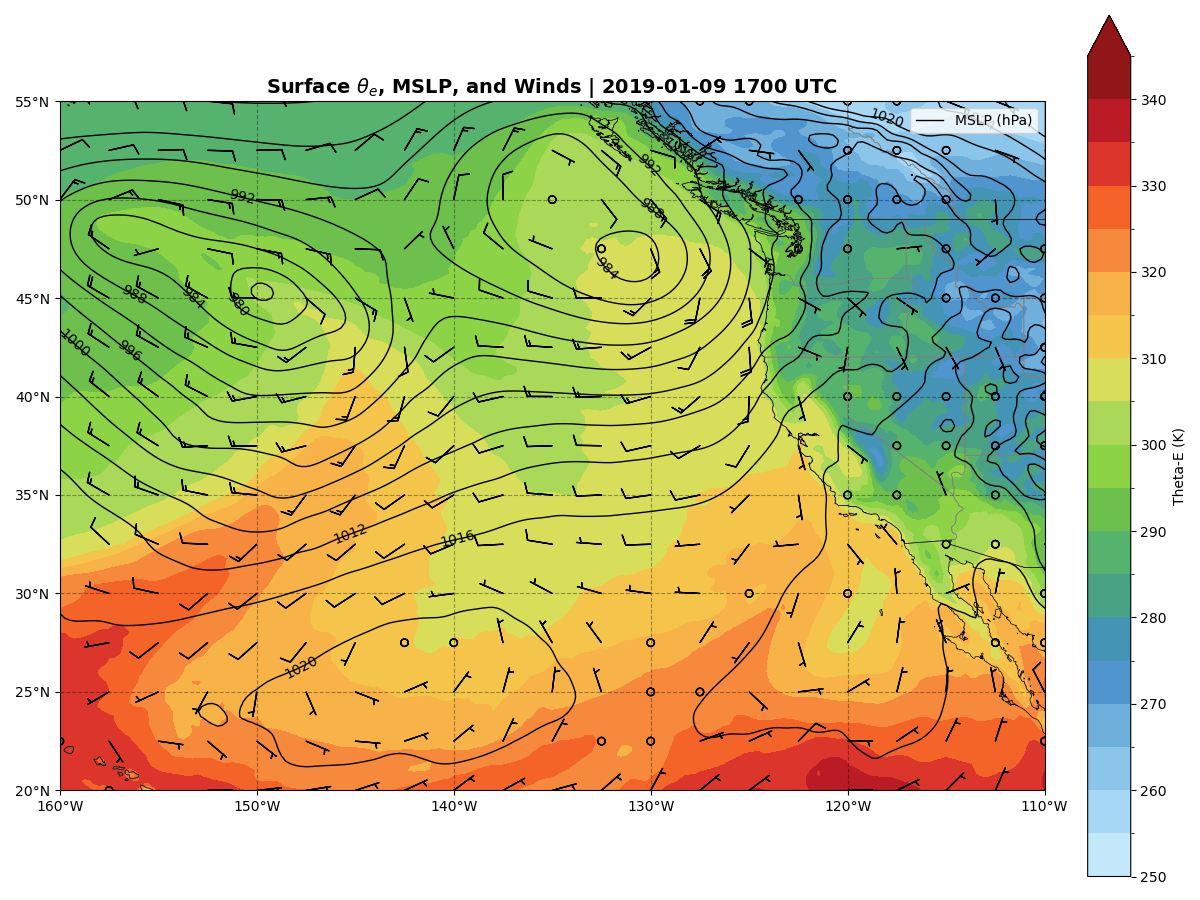 Surface θe, MSLP, and Winds | 2019-01-09 1700 UTC
MSLP (hPa)
55°N
50°N
45°N
40°N
35°N
30°N
25°N
20°N
160°W
150°W
140°W
130°W
120°W
110°W
1020
992
992
988
984
988
984
980
1000
996
1012
1016
1020
340
330
320
310
300
290
280
270
260
250
Theta-E (K)